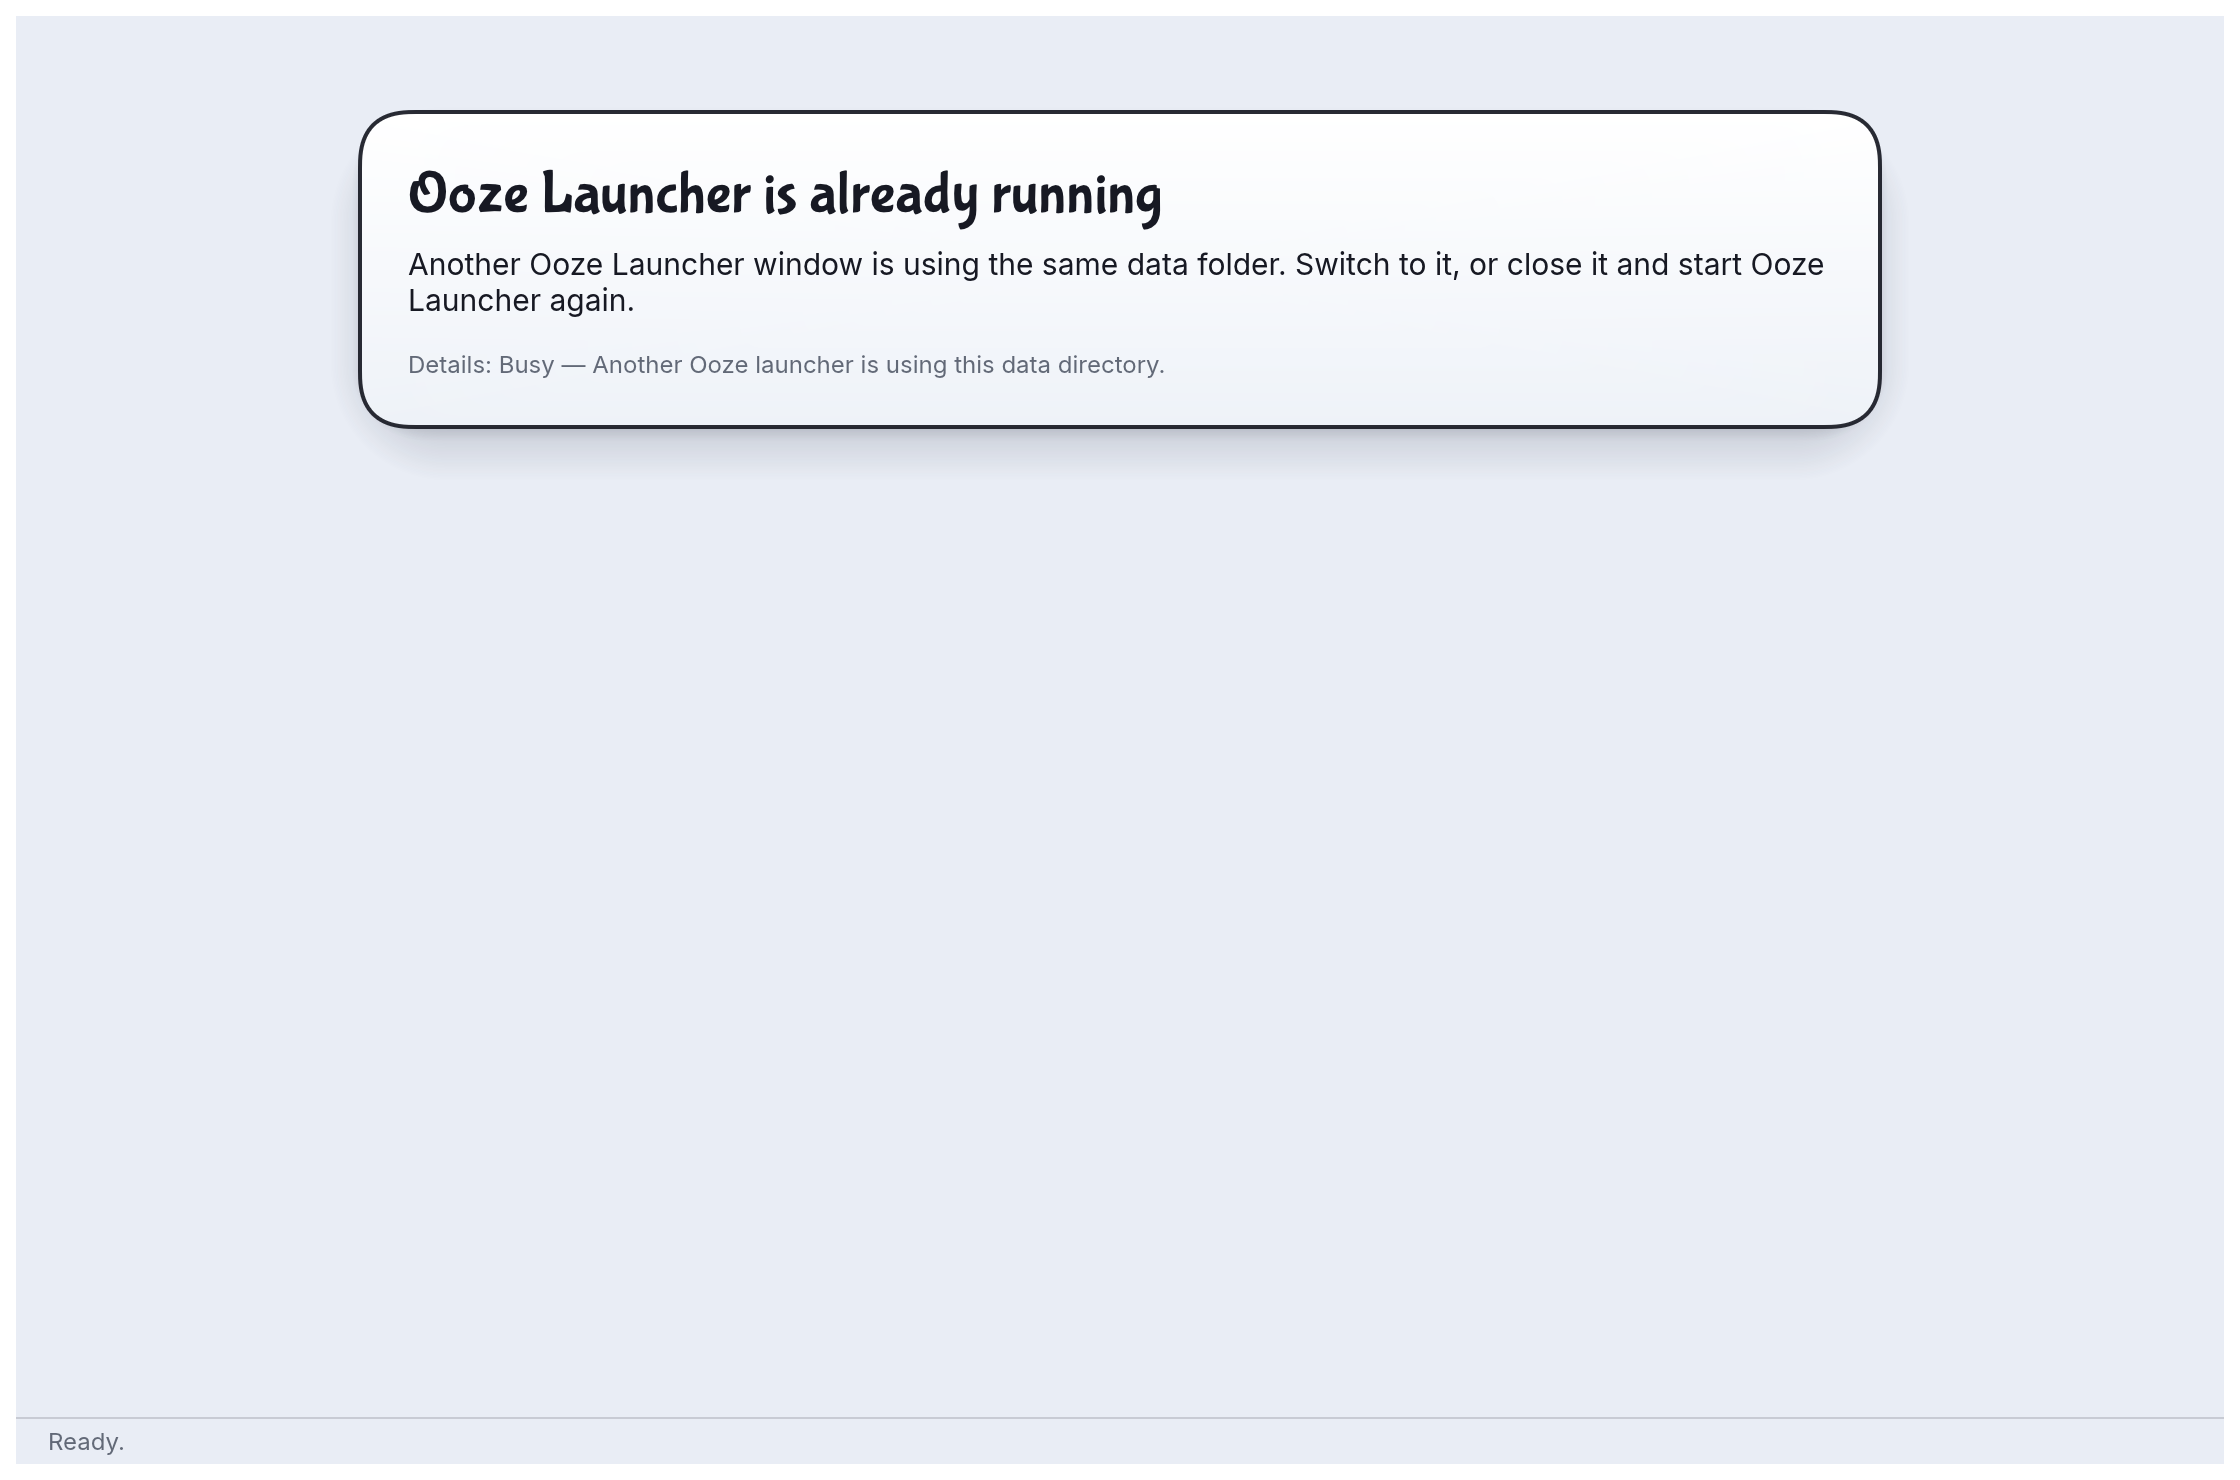 Ooze Launcher is already running
Another Ooze Launcher window is using the same data folder. Switch to it, or close it and start Ooze
Launcher again.
Details: Busy — Another Ooze launcher is using this data directory.
Ready.